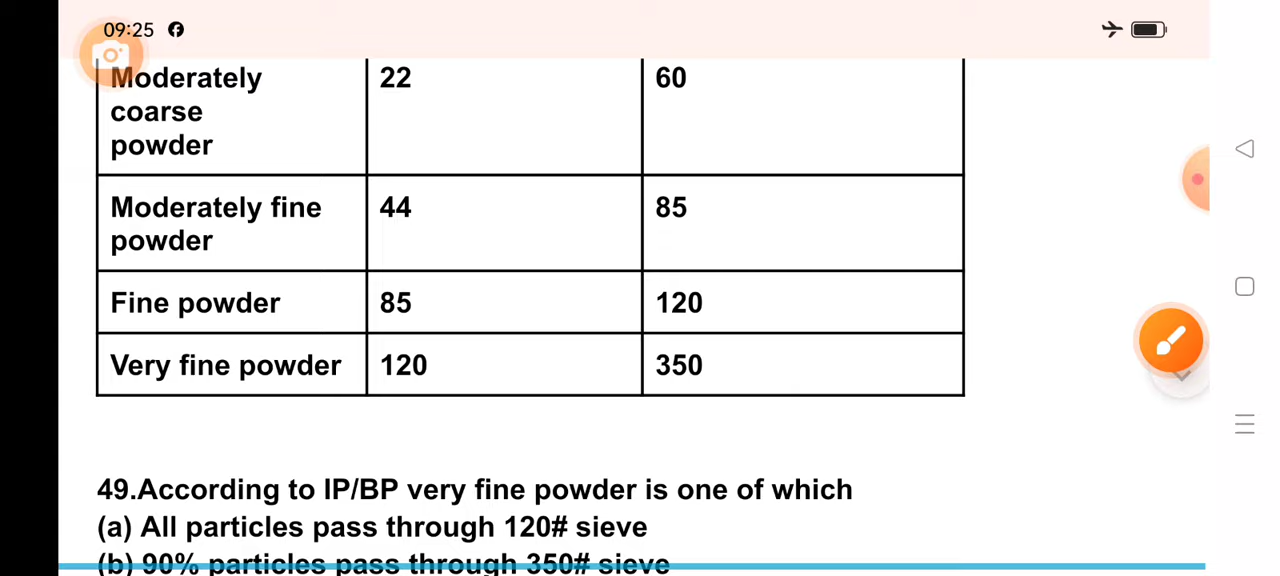 09:25
Moderately 22 60
coarse
powder
Moderately fine 44 85
powder
Fine powder 85 120
Very fine powder 120 350
49.According to IP/BP very fine powder is one of which
(a) All particles pass through 120# sieve
(b) 90% particles pass through 350# sieve